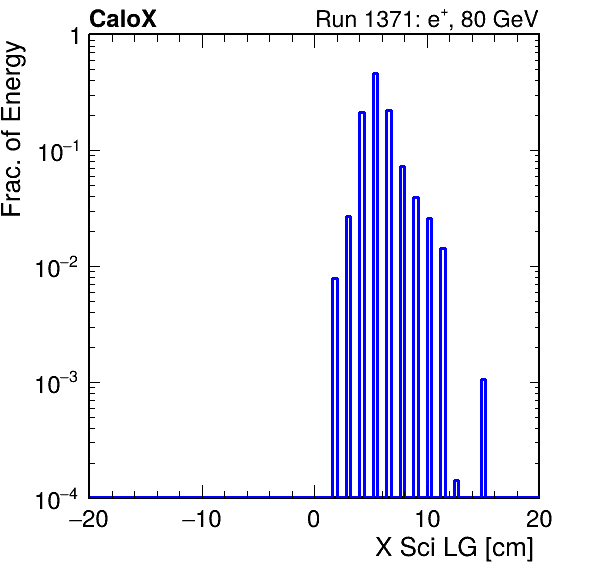 CaloX Run 1371: e⁺, 80 GeV
Frac. of Energy
1
10⁻¹
10⁻²
10⁻³
10⁻⁴
−20 −10 0 10 20
X Sci LG [cm]